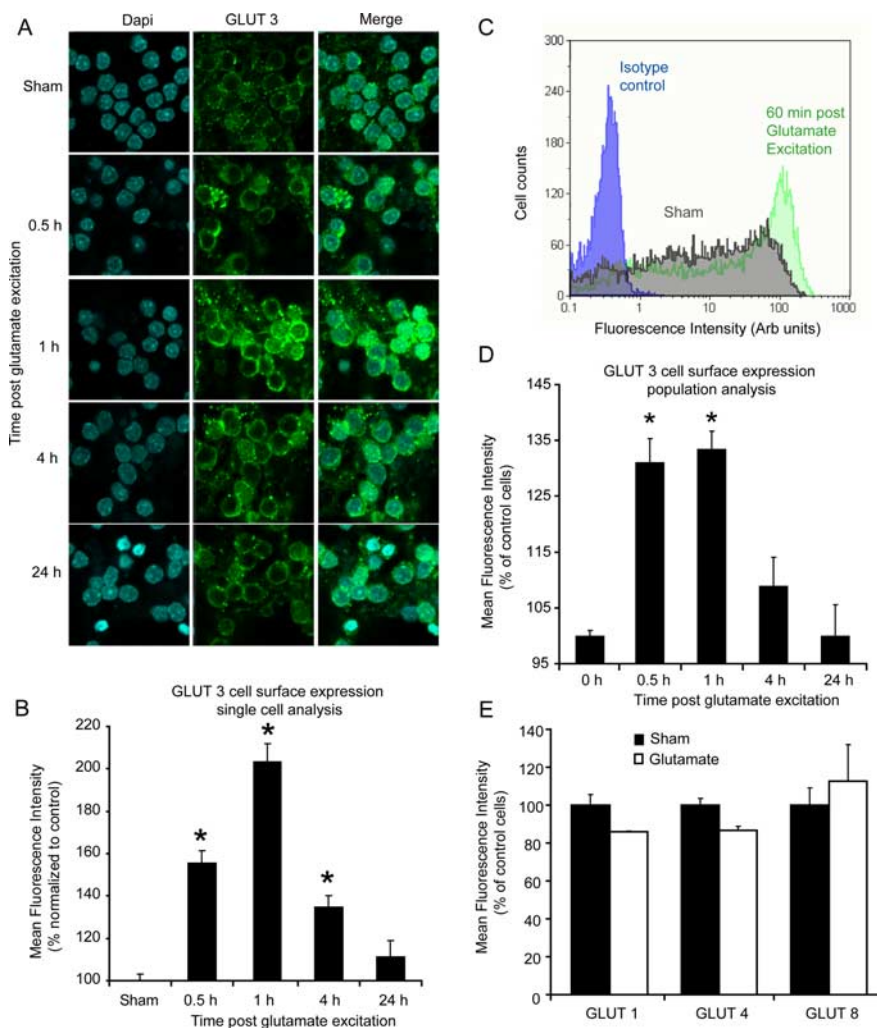 A
Dapi
GLUT 3
Merge
Sham
0.5 h
1 h
4 h
24 h
Time post glutamate excitation
B
GLUT 3 cell surface expression
single cell analysis
Mean Fluorescence Intensity
(% normalized to control)
220
200
180
160
140
120
100
*
*
*
Sham
0.5 h
1 h
4 h
24 h
Time post glutamate excitation
C
Cell counts
300
240
180
120
60
0
Isotype
control
60 min post
Glutamate
Excitation
Sham
0.1
1
10
100
1000
Fluorescence Intensity (Arb units)
D
GLUT 3 cell surface expression
population analysis
Mean Fluorescence Intensity
(% of control cells)
145
135
125
115
105
95
*
*
0 h
0.5 h
1 h
4 h
24 h
Time post glutamate excitation
E
Mean Fluorescence Intensity
(% of control cells)
140
120
100
80
60
40
20
0
Sham
Glutamate
GLUT 1
GLUT 4
GLUT 8